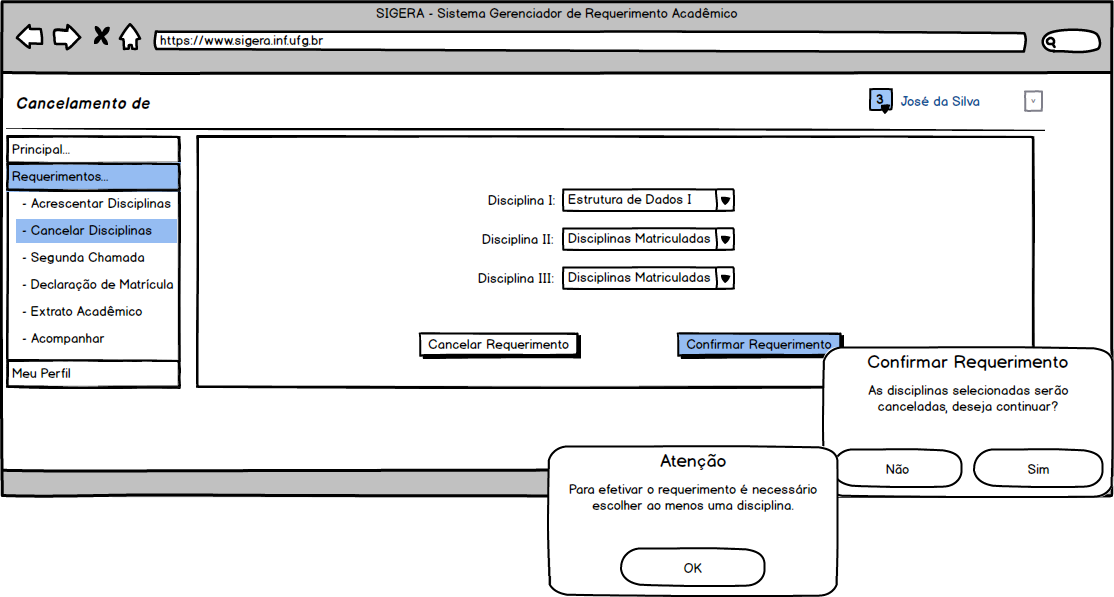 SIGERA - Sistema Gerenciador de Requerimento Acadêmico
https://www.sigera.inf.ufg.br
Cancelamento de
3
José da Silva
v
Principal...
Requerimentos...
- Acrescentar Disciplinas
- Cancelar Disciplinas
- Segunda Chamada
- Declaração de Matrícula
- Extrato Acadêmico
- Acompanhar
Meu Perfil
Disciplina I: Estrutura de Dados I
Disciplina II: Disciplinas Matriculadas
Disciplina III: Disciplinas Matriculadas
Cancelar Requerimento
Confirmar Requerimento
Confirmar Requerimento
As disciplinas selecionadas serão
canceladas, deseja continuar?
Não
Sim
Atenção
Para efetivar o requerimento é necessário
escolher ao menos uma disciplina.
OK